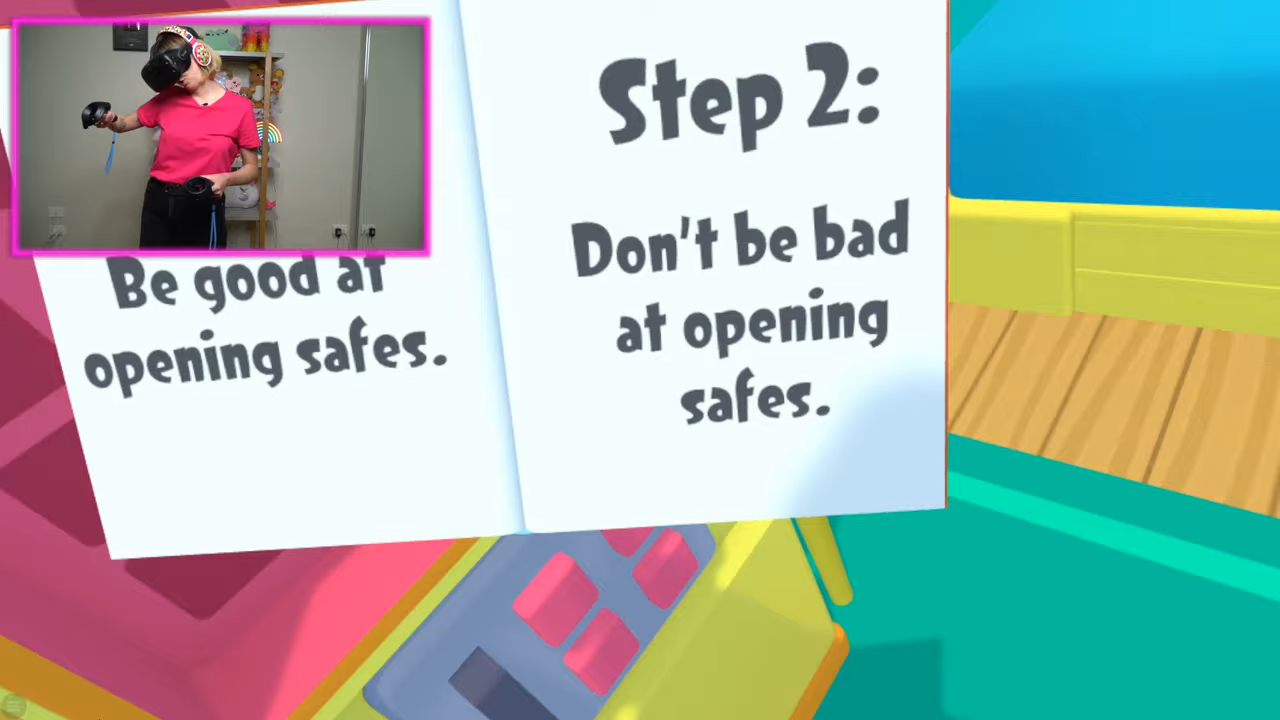 Be good at
opening safes.
Step 2:
Don't be bad
at opening
safes.